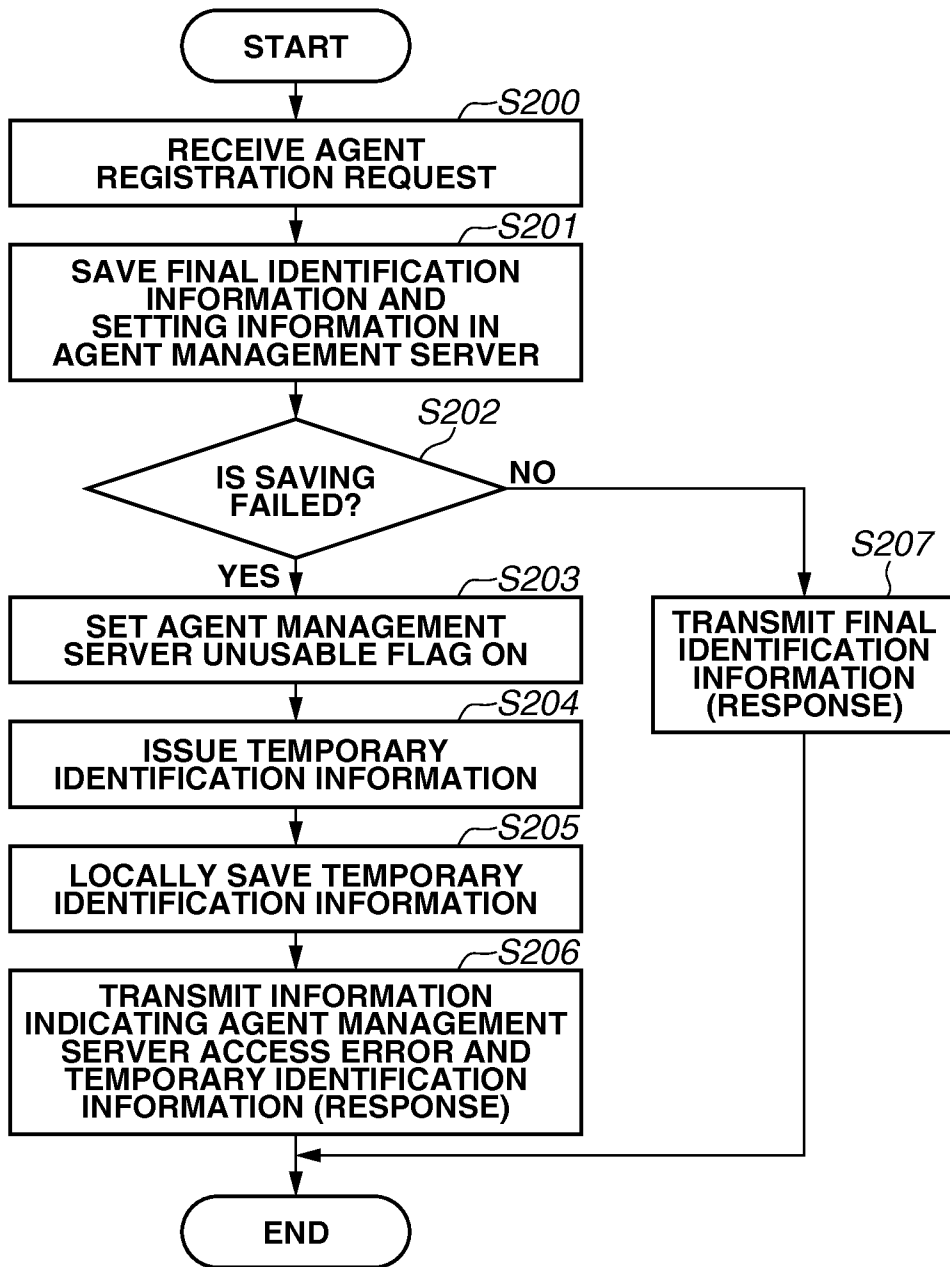 START
S200
RECEIVE AGENT
REGISTRATION REQUEST
S201
SAVE FINAL IDENTIFICATION
INFORMATION AND
SETTING INFORMATION IN
AGENT MANAGEMENT SERVER
S202
IS SAVING
FAILED?
NO
YES
S203
SET AGENT MANAGEMENT
SERVER UNUSABLE FLAG ON
S207
TRANSMIT FINAL
IDENTIFICATION
INFORMATION
(RESPONSE)
S204
ISSUE TEMPORARY
IDENTIFICATION INFORMATION
S205
LOCALLY SAVE TEMPORARY
IDENTIFICATION INFORMATION
S206
TRANSMIT INFORMATION
INDICATING AGENT MANAGEMENT
SERVER ACCESS ERROR AND
TEMPORARY IDENTIFICATION
INFORMATION (RESPONSE)
END